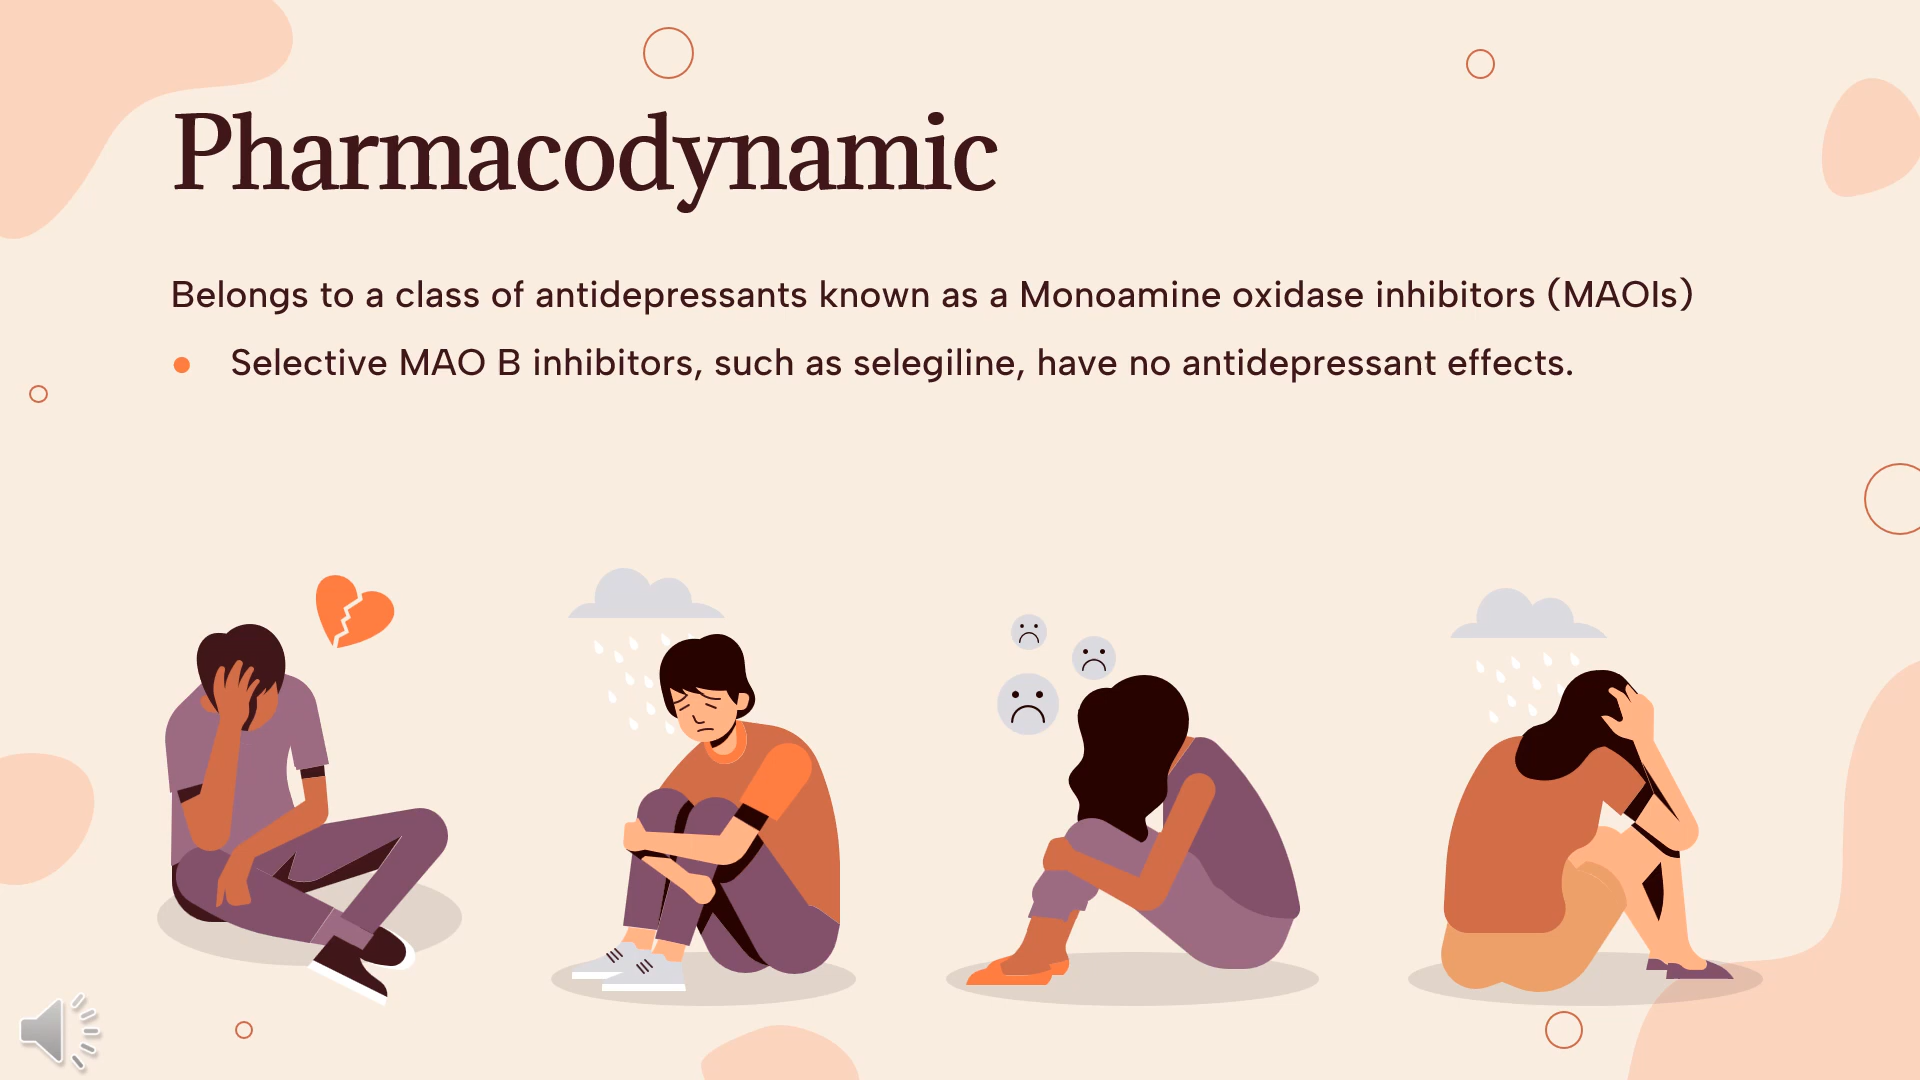 Pharmacodynamic
Belongs to a class of antidepressants known as a Monoamine oxidase inhibitors (MAOIs)
Selective MAO B inhibitors, such as selegiline, have no antidepressant effects.